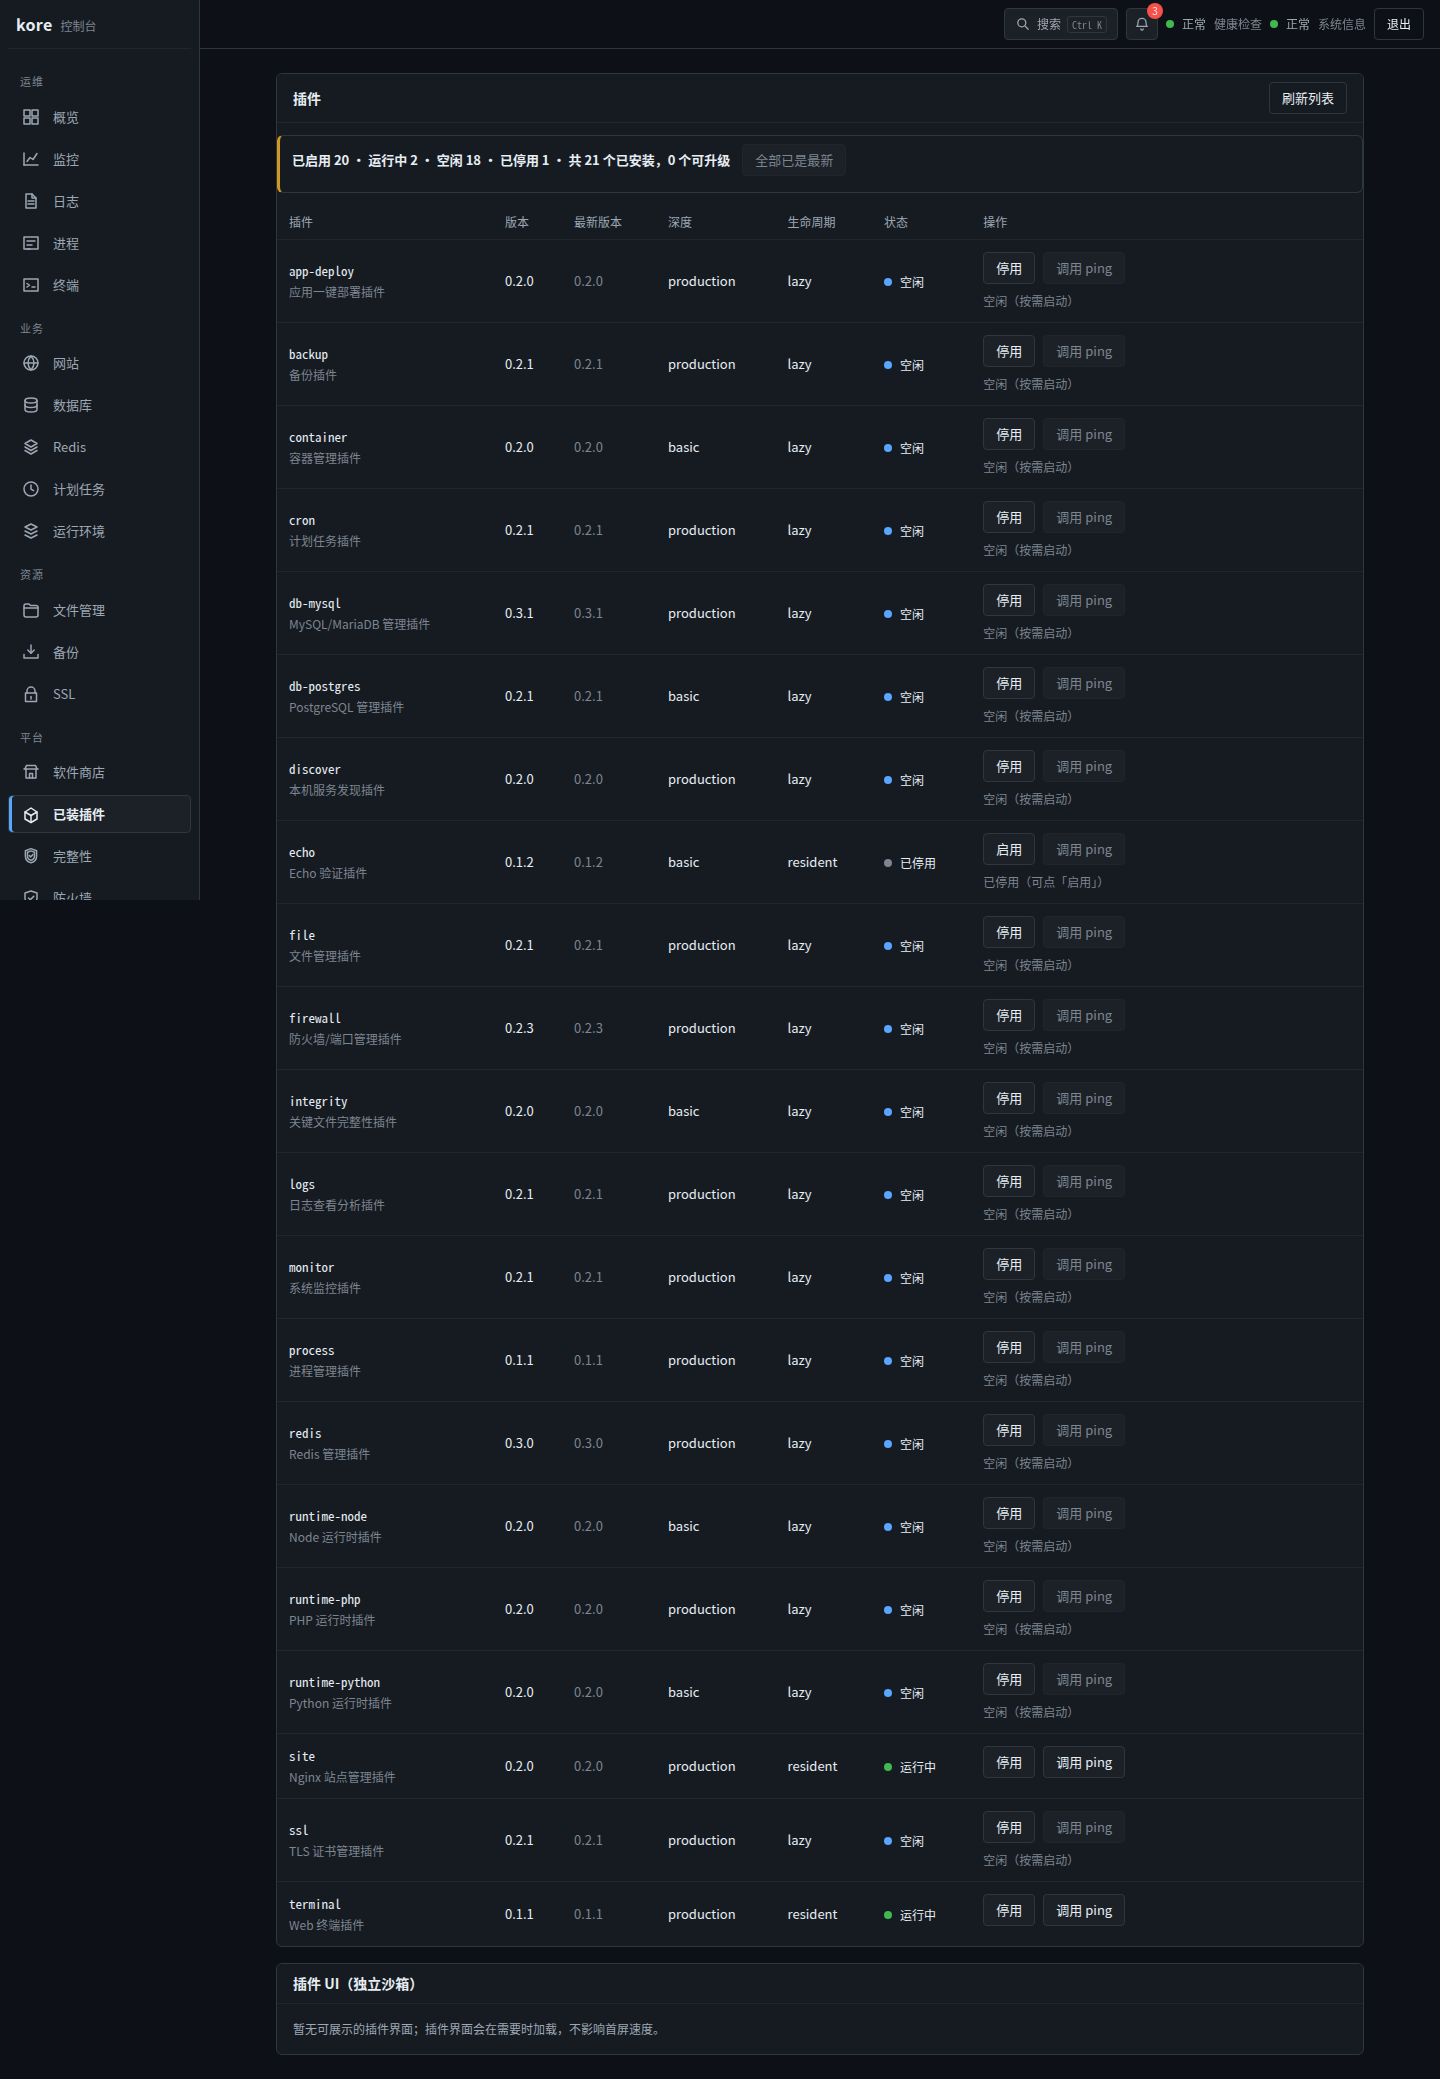 kore 控制台
搜索 Ctrl K
3
正常 健康检查
正常 系统信息
退出
运维
概览
监控
日志
进程
终端
业务
网站
数据库
Redis
计划任务
运行环境
资源
文件管理
备份
SSL
平台
软件商店
已装插件
完整性
防火墙
插件
刷新列表
已启用 20 · 运行中 2 · 空闲 18 · 已停用 1 · 共 21 个已安装，0 个可升级 全部已是最新
插件 版本 最新版本 深度 生命周期 状态 操作
app-deploy
应用一键部署插件
0.2.0 0.2.0 production lazy 空闲 停用 调用 ping
空闲（按需启动）
backup
备份插件
0.2.1 0.2.1 production lazy 空闲 停用 调用 ping
空闲（按需启动）
container
容器管理插件
0.2.0 0.2.0 basic lazy 空闲 停用 调用 ping
空闲（按需启动）
cron
计划任务插件
0.2.1 0.2.1 production lazy 空闲 停用 调用 ping
空闲（按需启动）
db-mysql
MySQL/MariaDB 管理插件
0.3.1 0.3.1 production lazy 空闲 停用 调用 ping
空闲（按需启动）
db-postgres
PostgreSQL 管理插件
0.2.1 0.2.1 basic lazy 空闲 停用 调用 ping
空闲（按需启动）
discover
本机服务发现插件
0.2.0 0.2.0 production lazy 空闲 停用 调用 ping
空闲（按需启动）
echo
Echo 验证插件
0.1.2 0.1.2 basic resident 已停用 启用 调用 ping
已停用（可点「启用」）
file
文件管理插件
0.2.1 0.2.1 production lazy 空闲 停用 调用 ping
空闲（按需启动）
firewall
防火墙/端口管理插件
0.2.3 0.2.3 production lazy 空闲 停用 调用 ping
空闲（按需启动）
integrity
关键文件完整性插件
0.2.0 0.2.0 basic lazy 空闲 停用 调用 ping
空闲（按需启动）
logs
日志查看分析插件
0.2.1 0.2.1 production lazy 空闲 停用 调用 ping
空闲（按需启动）
monitor
系统监控插件
0.2.1 0.2.1 production lazy 空闲 停用 调用 ping
空闲（按需启动）
process
进程管理插件
0.1.1 0.1.1 production lazy 空闲 停用 调用 ping
空闲（按需启动）
redis
Redis 管理插件
0.3.0 0.3.0 production lazy 空闲 停用 调用 ping
空闲（按需启动）
runtime-node
Node 运行时插件
0.2.0 0.2.0 basic lazy 空闲 停用 调用 ping
空闲（按需启动）
runtime-php
PHP 运行时插件
0.2.0 0.2.0 production lazy 空闲 停用 调用 ping
空闲（按需启动）
runtime-python
Python 运行时插件
0.2.0 0.2.0 basic lazy 空闲 停用 调用 ping
空闲（按需启动）
site
Nginx 站点管理插件
0.2.0 0.2.0 production resident 运行中 停用 调用 ping
ssl
TLS 证书管理插件
0.2.1 0.2.1 production lazy 空闲 停用 调用 ping
空闲（按需启动）
terminal
Web 终端插件
0.1.1 0.1.1 production resident 运行中 停用 调用 ping
插件 UI（独立沙箱）
暂无可展示的插件界面；插件界面会在需要时加载，不影响首屏速度。